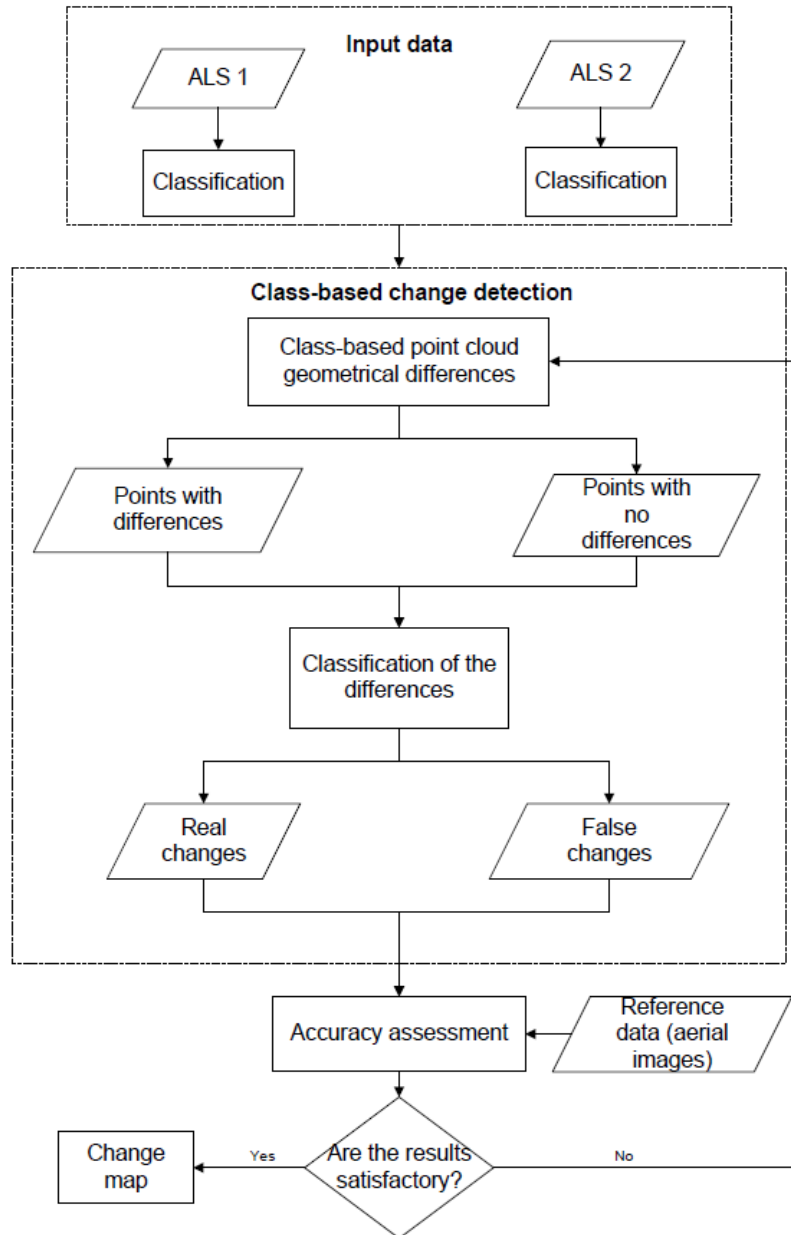 Input data
ALS 1
ALS 2
Classification
Classification
Class-based change detection
Class-based point cloud
geometrical differences
Points with
differences
Points with
no
differences
Classification of the
differences
Real
changes
False
changes
Accuracy assessment
Reference
data (aerial
images)
Change
map
Yes
Are the results
satisfactory?
No